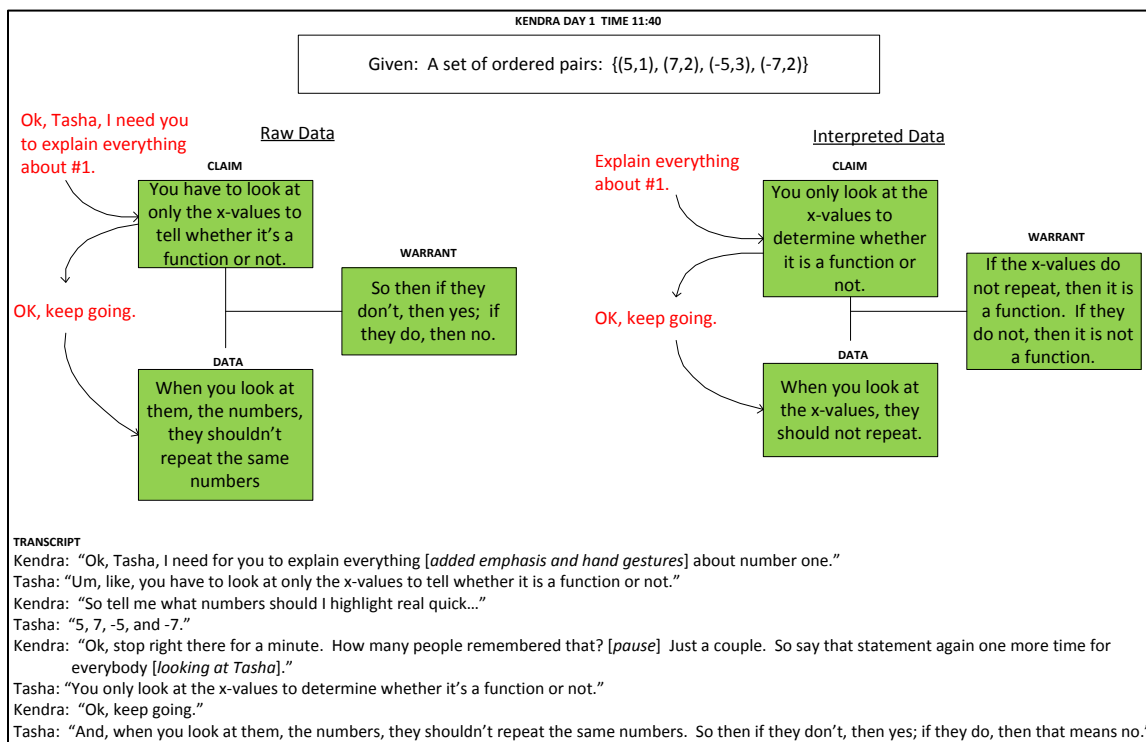 KENDRA DAY 1  TIME 11:40
Given:  A set of ordered pairs:  {(5,1), (7,2), (-5,3), (-7,2)}
Ok, Tasha, I need you
to explain everything
about #1.
Raw Data
CLAIM
You have to look at
only the x-values to
tell whether it's a
function or not.
WARRANT
So then if they
don't, then yes;  if
they do, then no.
OK, keep going.
DATA
When you look at
them, the numbers,
they shouldn't
repeat the same
numbers
Interpreted Data
Explain everything
about #1.
CLAIM
You only look at the
x-values to
determine whether
it is a function or
not.
WARRANT
If the x-values do
not repeat, then it is
a function.  If they
do not, then it is not
a function.
OK, keep going.
DATA
When you look at
the x-values, they
should not repeat.
TRANSCRIPT
Kendra:  "Ok, Tasha, I need for you to explain everything [added emphasis and hand gestures] about number one."
Tasha: "Um, like, you have to look at only the x-values to tell whether it is a function or not."
Kendra:  "So tell me what numbers should I highlight real quick…"
Tasha:  "5, 7, -5, and -7."
Kendra:  "Ok, stop right there for a minute.  How many people remembered that? [pause]  Just a couple.  So say that statement again one more time for
everybody [looking at Tasha]."
Tasha: "You only look at the x-values to determine whether it's a function or not."
Kendra:  "Ok, keep going."
Tasha:  "And, when you look at them, the numbers, they shouldn't repeat the same numbers.  So then if they don't, then yes; if they do, then that means no."